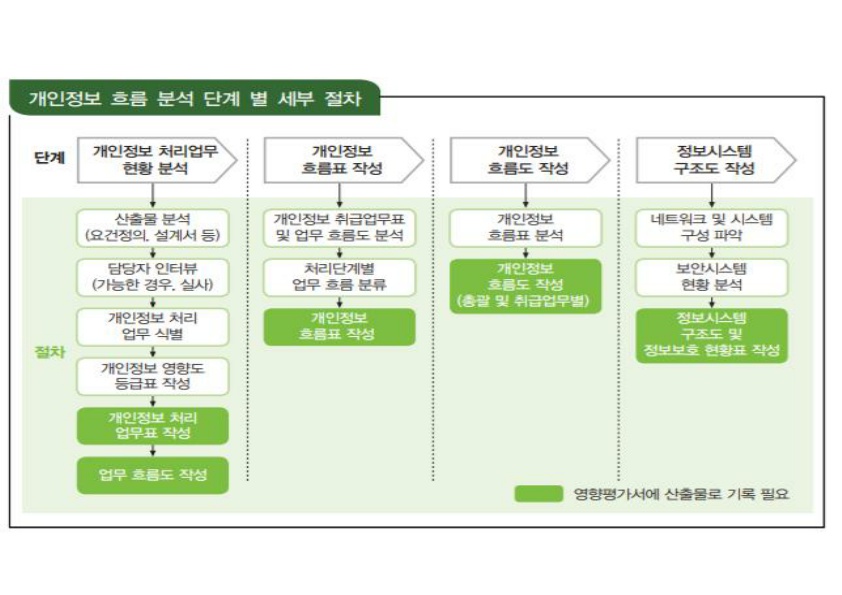 개인정보 흐름 분석 단계 별 세부 절차
단계
개인정보 처리업무
현황 분석
개인정보
흐름표 작성
개인정보
흐름도 작성
정보시스템
구조도 작성
절차
산출물 분석
(요건정의, 설계서 등)
담당자 인터뷰
(가능한 경우, 실사)
개인정보 처리
업무 식별
개인정보 영향도
등급표 작성
개인정보 처리
업무표 작성
업무 흐름도 작성
개인정보 취급업무표
및 업무 흐름도 분석
처리단계별
업무 흐름 분류
개인정보
흐름표 작성
개인정보
흐름표 분석
개인정보
흐름도 작성
(총괄 및 취급업무별)
네트워크 및 시스템
구성 파악
보안시스템
현황 분석
정보시스템
구조도 및
정보보호 현황표 작성
영향평가서에 산출물로 기록 필요